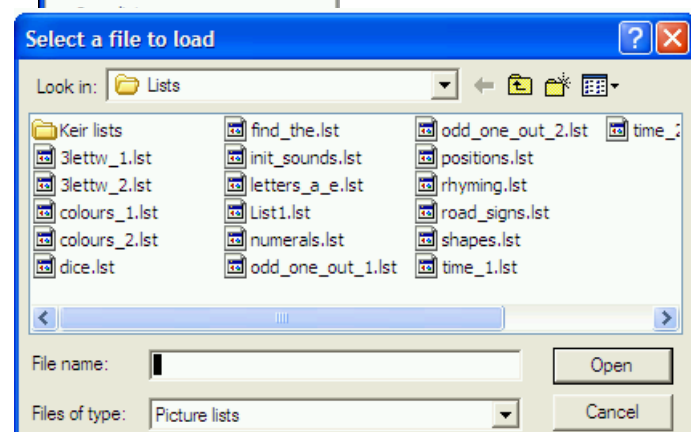 Select a file to load
Look in: Lists
Keir lists find_the.lst odd_one_out_2.lst time_2
3lettw_1.lst init_sounds.lst positions.lst
3lettw_2.lst letters_a_e.lst rhyming.lst
colours_1.lst List1.lst road_signs.lst
colours_2.lst numerals.lst shapes.lst
dice.lst odd_one_out_1.lst time_1.lst
File name: Open
Files of type: Picture lists Cancel